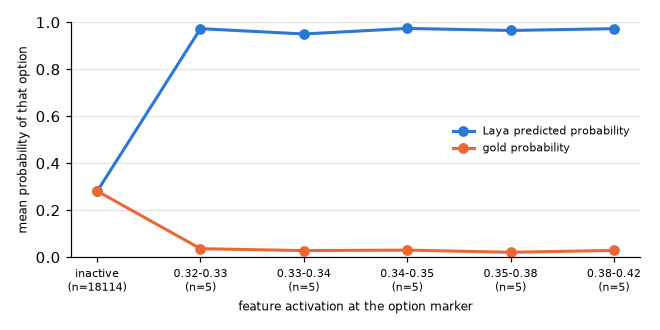 mean probability of that option
1.0
0.8
0.6
0.4
0.2
0.0
Laya predicted probability
gold probability
inactive
(n=18114)
0.32-0.33
(n=5)
0.33-0.34
(n=5)
0.34-0.35
(n=5)
0.35-0.38
(n=5)
0.38-0.42
(n=5)
feature activation at the option marker